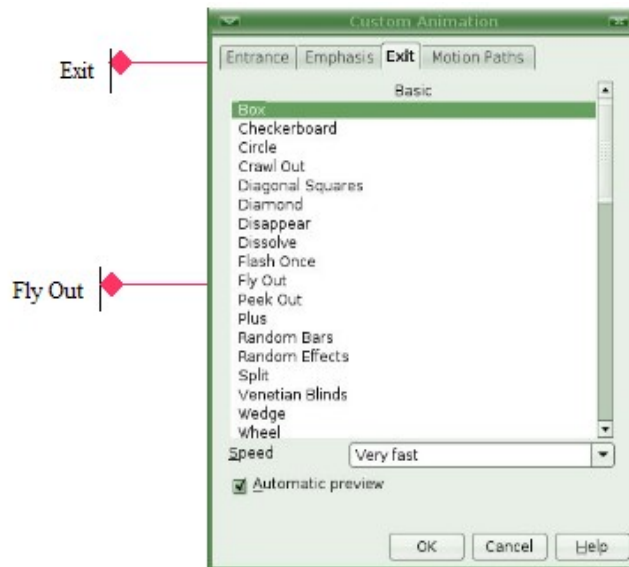 Custom Animation
Exit
Entrance Emphasis Exit Motion Paths
Basic
Box
Checkerboard
Circle
Crawl Out
Diagonal Squares
Diamond
Disappear
Dissolve
Flash Once
Fly Out
Fly Out
Peek Out
Plus
Random Bars
Random Effects
Split
Venetian Blinds
Wedge
Wheel
Speed Very fast
Automatic preview
OK Cancel Help